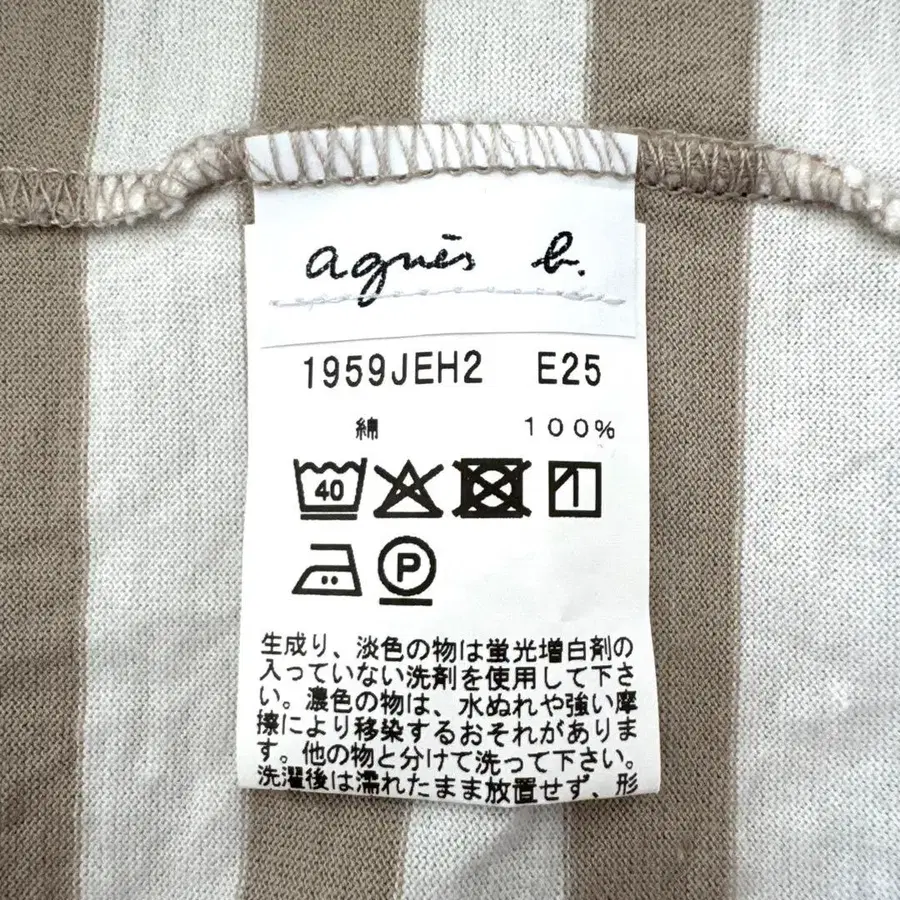 agnès b.
1959JEH2 E25
綿 100%
40
P
生成り、淡色の物は蛍光増白剤の
入っていない洗剤を使用して下さ
い。濃色の物は、水ぬれや強い摩
擦により移染するおそれがありま
す。他の物と分けて洗って下さい。
洗濯後は濡れたまま放置せず、形